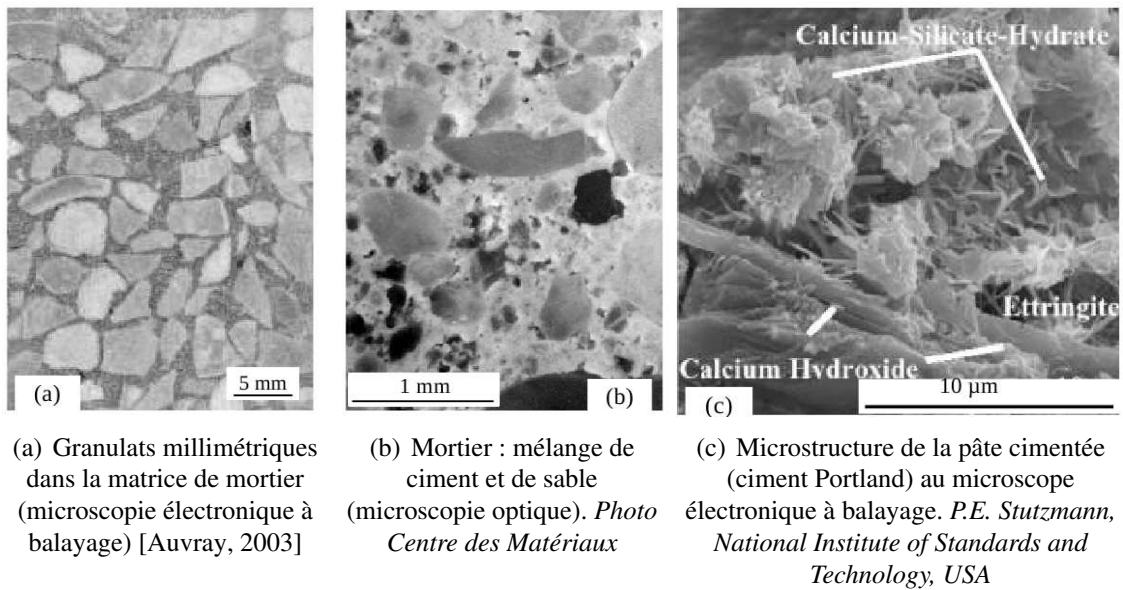 Calcium-Silicate-Hydrate
Ettringite
Calcium Hvdroxide
(a)
5 mm
1 mm
(b)
(c)
10 µm
(a) Granulats millimétriques
dans la matrice de mortier
(microscopie électronique à
balayage) [Auvray, 2003]
(b) Mortier : mélange de
ciment et de sable
(microscopie optique). Photo
Centre des Matériaux
(c) Microstructure de la pâte cimentée
(ciment Portland) au microscope
électronique à balayage. P.E. Stutzmann,
National Institute of Standards and
Technology, USA